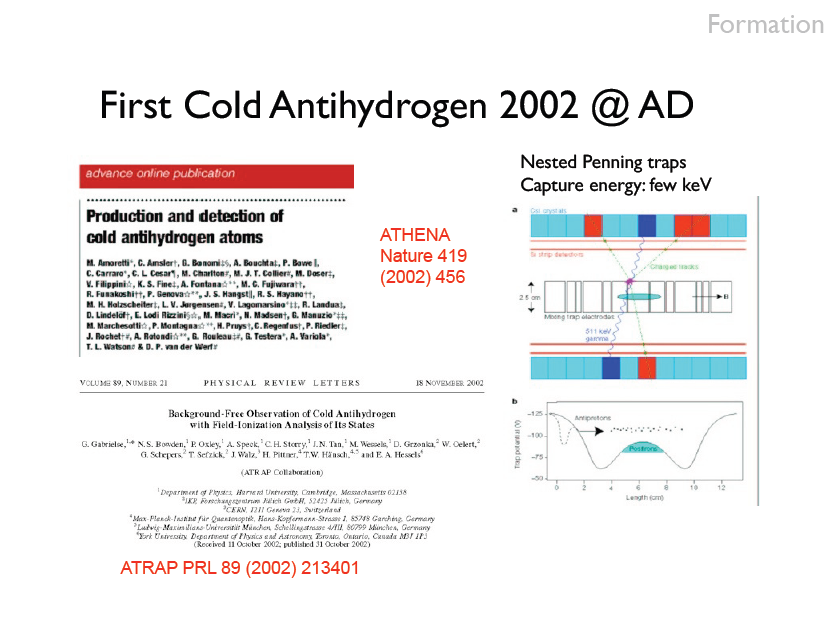 Formation
First Cold Antihydrogen 2002 @ AD
advance online publication
Production and detection of
cold antihydrogen atoms
M. Amoretti*, C. Amsler†, G. Bonomi‡§, A. Bouchta‡, P. Bowe‖,
C. Carraro*, C. L. Cesar¶, M. Charlton#, M. J. T. Collier#, M. Doser‡,
V. Filippini☆, K. S. Fine‡, A. Fontana☆**, M. C. Fujiwara††,
R. Funakoshi††, P. Genova☆**, J. S. Hangst‖, R. S. Hayano††,
M. H. Holzscheiter‡, L. V. Jørgensen#, V. Lagomarsino*‡‡, R. Landua‡,
D. Lindelöf†, E. Lodi Rizzini§☆, M. Macri*, N. Madsen†, G. Manuzio*‡‡,
M. Marchesotti☆, P. Montagna☆**, H. Pruys†, C. Regenfus†, P. Riedler‡,
J. Rochet†#, A. Rotondi☆**, G. Rouleau‡#, G. Testera*, A. Variola*,
T. L. Watson# & D. P. van der Werf#
ATHENA
Nature 419
(2002) 456
VOLUME 89, NUMBER 21 PHYSICAL REVIEW LETTERS 18 NOVEMBER 2002
Background-Free Observation of Cold Antihydrogen
with Field-Ionization Analysis of Its States
G. Gabrielse,1,* N. S. Bowden,1 P. Oxley,1 A. Speck,1 C. H. Storry,1 J. N. Tan,1 M. Wessels,1 D. Grzonka,2 W. Oelert,2
G. Schepers,2 T. Sefzick,2 J. Walz,3 H. Pittner,4 T. W. Hänsch,4,5 and E. A. Hessels6
(ATRAP Collaboration)
1Department of Physics, Harvard University, Cambridge, Massachusetts 02138
2IKP, Forschungszentrum Jülich GmbH, 52425 Jülich, Germany
3CERN, 1211 Geneva 23, Switzerland
4Max-Planck-Institut für Quantenoptik, Hans-Kopfermann-Strasse 1, 85748 Garching, Germany
5Ludwig-Maximilians-Universität München, Schellingstrasse 4/III, 80799 München, Germany
6York University, Department of Physics and Astronomy, Toronto, Ontario, Canada M3J 1P3
(Received 11 October 2002; published 31 October 2002)
ATRAP PRL 89 (2002) 213401
Nested Penning traps
Capture energy: few keV
a
CsI crystals
Si strip detectors
Charged tracks
2.5 cm
B
Mixing trap electrodes
511 keV
gamma
b
Trap potential (V)
-125
-100
-75
-50
Antiprotons
Positrons
0 2 4 6 8 10 12
Length (cm)